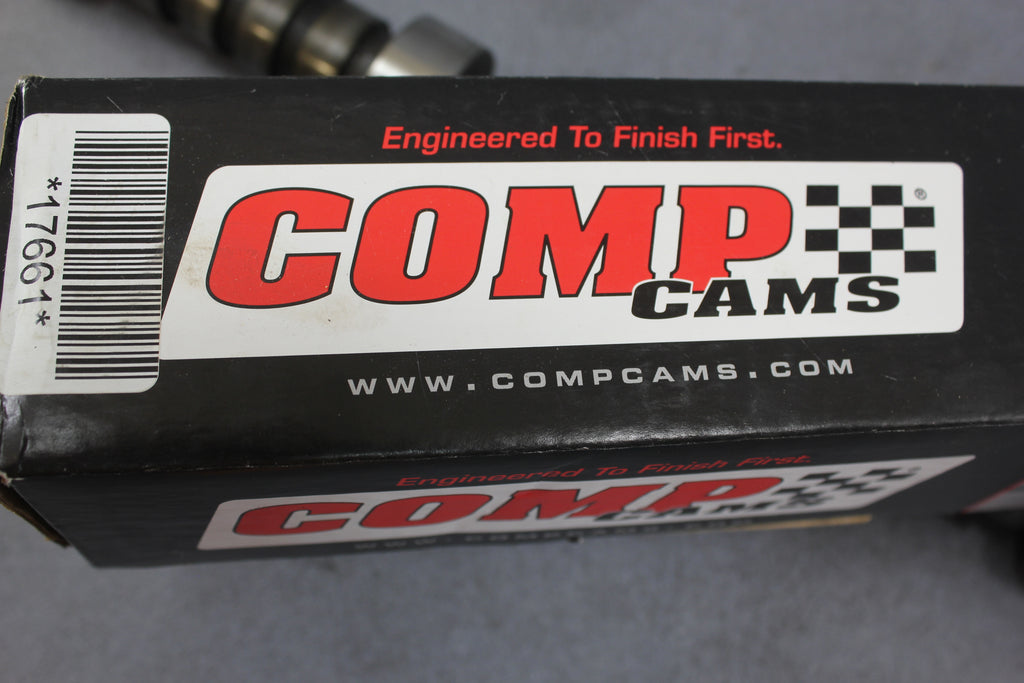 Engineered To Finish First.
COMP
CAMS
®
WWW.COMPCAMS.COM
*17661*
Engineered To Finish First.
COMP
CAMS